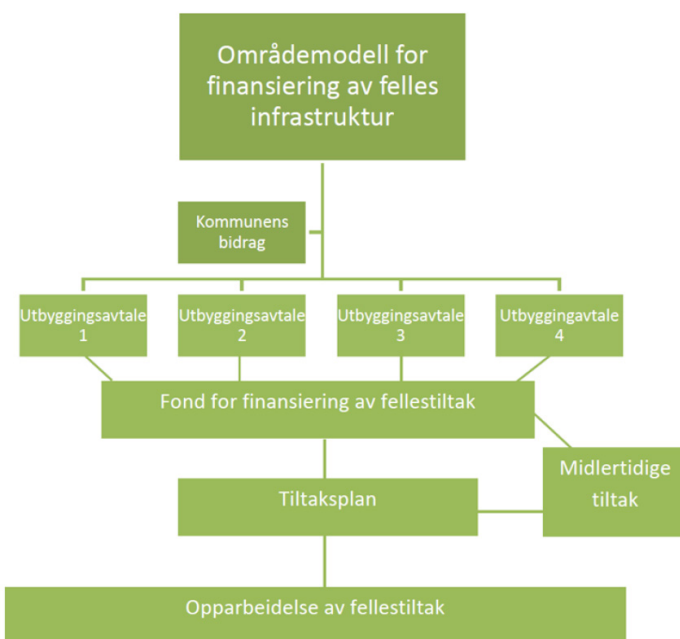 Områdemodell for
finansiering av felles
infrastruktur
Kommunens
bidrag
Utbyggingsavtale
1
Utbyggingsavtale
2
Utbyggingsavtale
3
Utbyggingavtale
4
Fond for finansiering av fellestiltak
Midlertidige
tiltak
Tiltaksplan
Opparbeidelse av fellestiltak